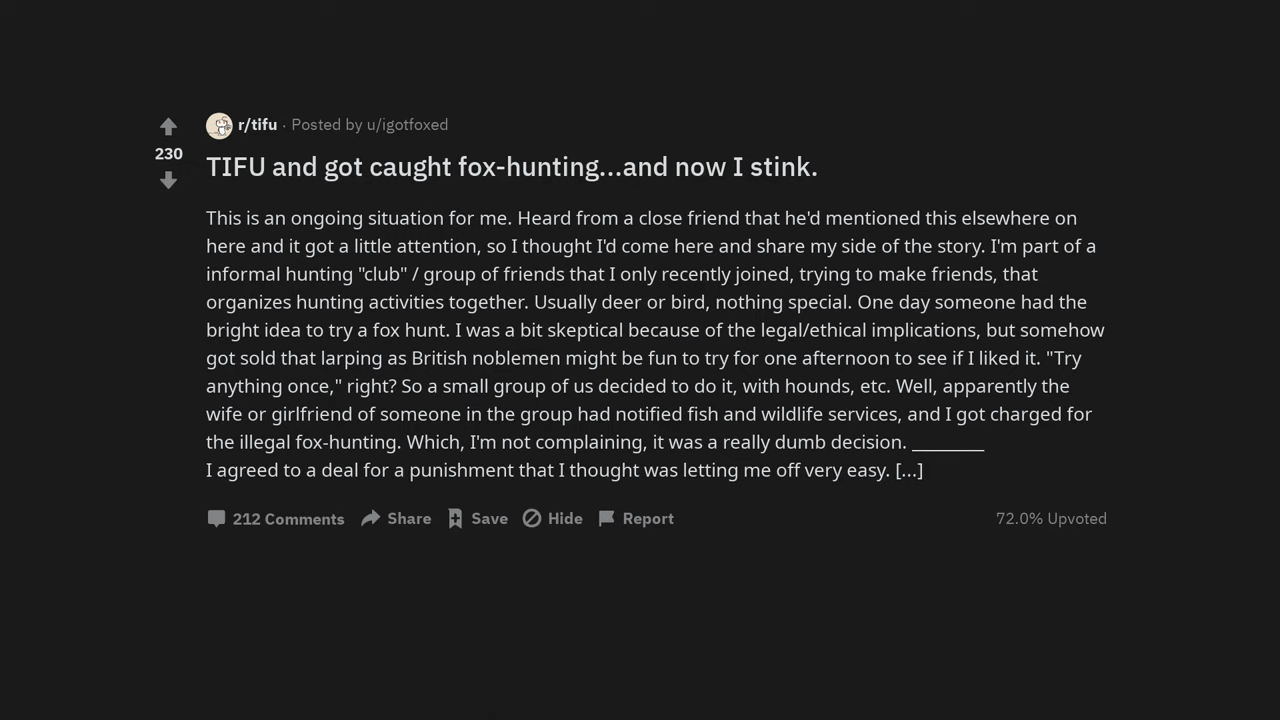 r/tifu · Posted by u/igotfoxed
230
TIFU and got caught fox-hunting...and now I stink.
This is an ongoing situation for me. Heard from a close friend that he'd mentioned this elsewhere on
here and it got a little attention, so I thought I'd come here and share my side of the story. I'm part of a
informal hunting "club" / group of friends that I only recently joined, trying to make friends, that
organizes hunting activities together. Usually deer or bird, nothing special. One day someone had the
bright idea to try a fox hunt. I was a bit skeptical because of the legal/ethical implications, but somehow
got sold that larping as British noblemen might be fun to try for one afternoon to see if I liked it. "Try
anything once," right? So a small group of us decided to do it, with hounds, etc. Well, apparently the
wife or girlfriend of someone in the group had notified fish and wildlife services, and I got charged for
the illegal fox-hunting. Which, I'm not complaining, it was a really dumb decision. ________
I agreed to a deal for a punishment that I thought was letting me off very easy. [...]
212 Comments Share Save Hide Report 72.0% Upvoted